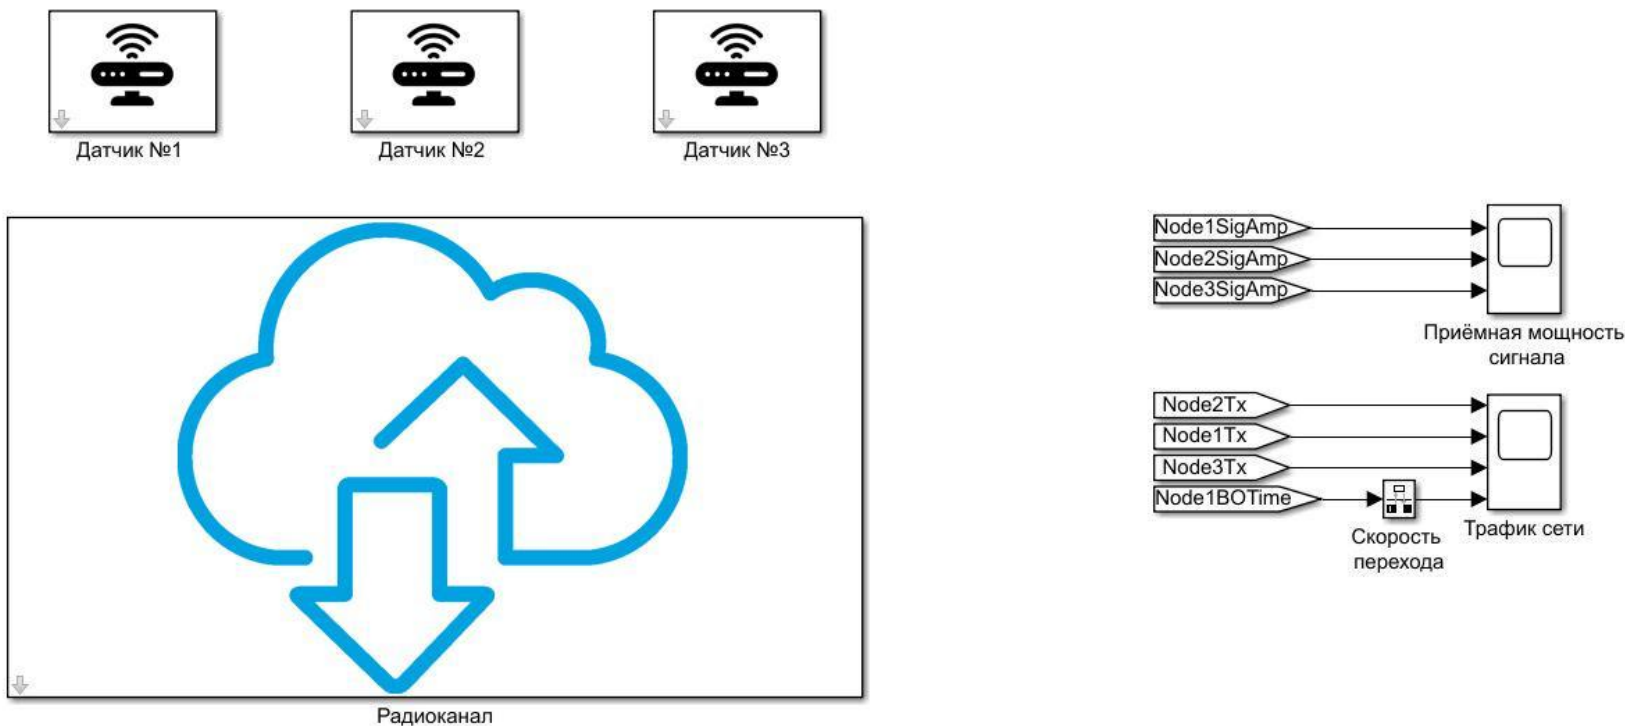 Датчик №1
Датчик №2
Датчик №3
Радиоканал
Node1SigAmp
Node2SigAmp
Node3SigAmp
Приёмная мощность
сигнала
Node2Tx
Node1Tx
Node3Tx
Node1BOTime
Скорость
перехода
Трафик сети